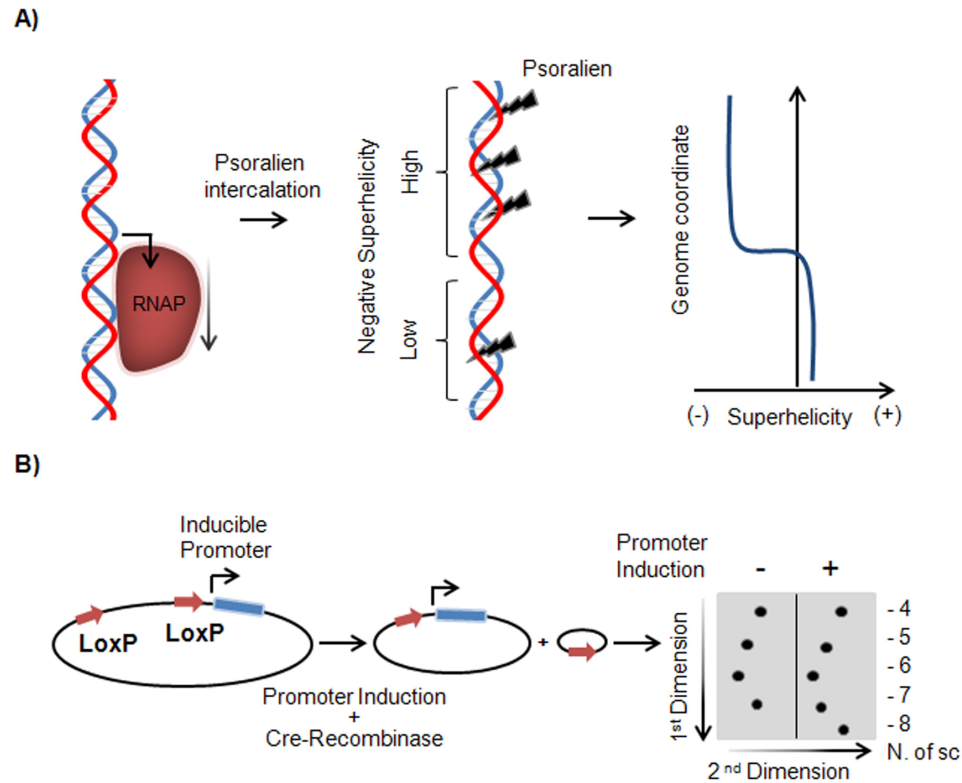 A)
Psoralien
Psoralien
intercalation
RNAP
Negative Superhelicity
High
Low
Genome coordinate
(-) Superhelicity (+)
B)
Inducible
Promoter
LoxP
LoxP
Promoter Induction
+
Cre-Recombinase
+
Promoter
Induction
- +
1st Dimension
- 4
- 5
- 6
- 7
- 8
N. of sc
2 nd Dimension